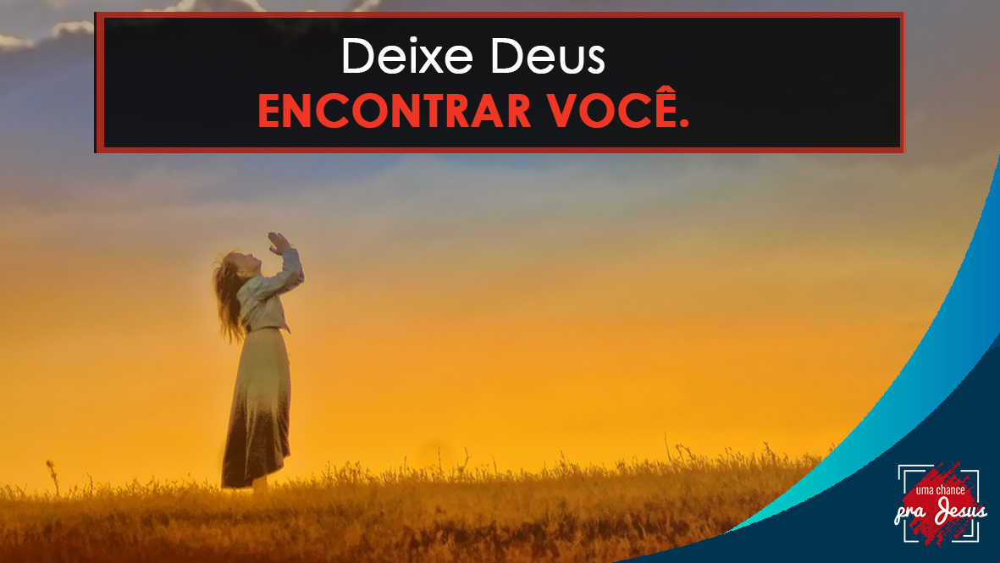 Deixe Deus
ENCONTRAR VOCÊ.
uma chance
pra Jesus